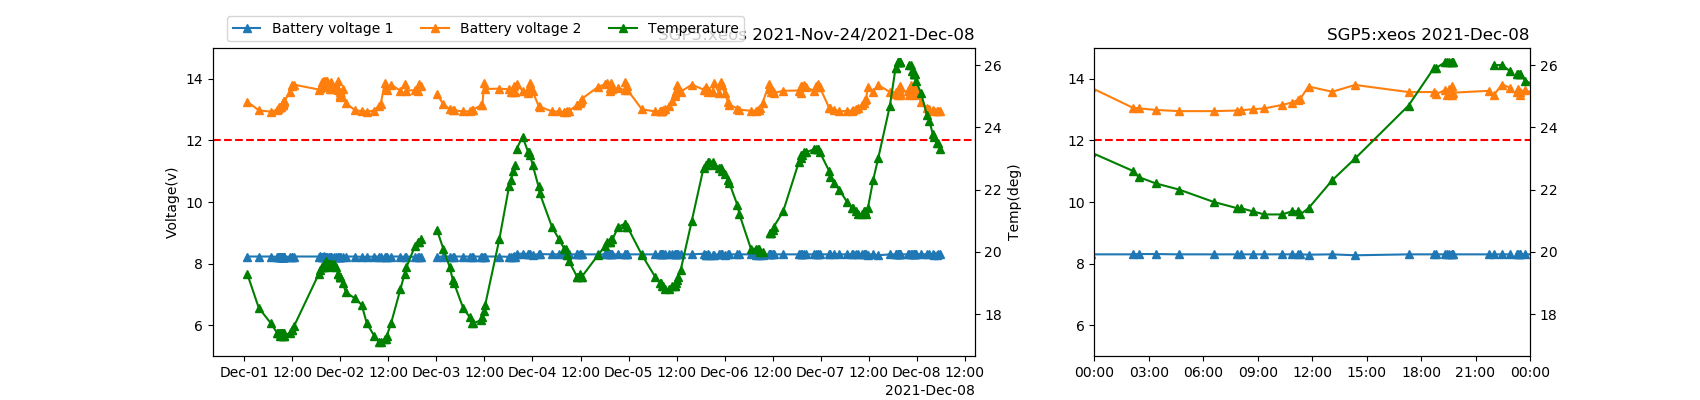 Battery voltage 1 Battery voltage 2 Temperature
SGP5:xeos 2021-Nov-24/2021-Dec-08
Voltage(v)
14
12
10
8
6
26
24
22
20
18
Temp(deg)
Dec-01 12:00 Dec-02 12:00 Dec-03 12:00 Dec-04 12:00 Dec-05 12:00 Dec-06 12:00 Dec-07 12:00 Dec-08 12:00
2021-Dec-08
SGP5:xeos 2021-Dec-08
14
12
10
8
6
26
24
22
20
18
00:00 03:00 06:00 09:00 12:00 15:00 18:00 21:00 00:00